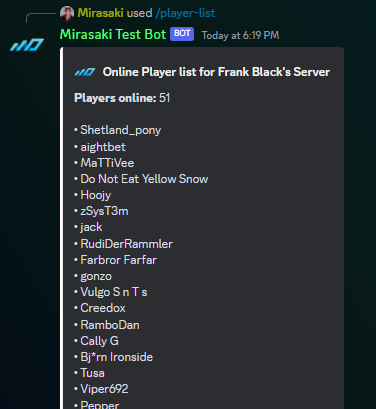 Mirasaki used /player-list
Mirasaki Test Bot BOT Today at 6:19 PM
Online Player list for Frank Black's Server
Players online: 51
• Shetland_pony
• aightbet
• MaTTiVee
• Do Not Eat Yellow Snow
• Hoojy
• zSysT3m
• jack
• RudiDerRammler
• Farbror Farfar
• gonzo
• Vulgo S n T s
• Creedox
• RamboDan
• Cally G
• Bj*rn Ironside
• Tusa
• Viper692
• Pepper